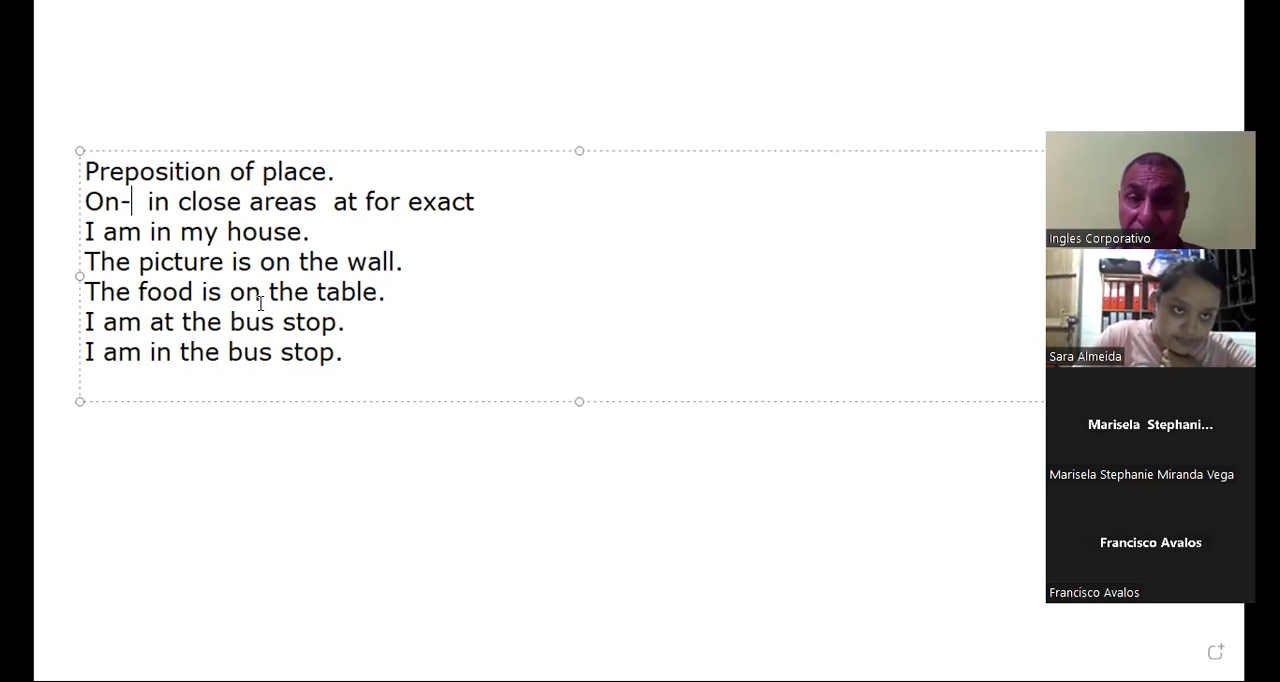 Preposition of place.
On- in close areas at for exact
I am in my house.
The picture is on the wall.
The food is on the table.
I am at the bus stop.
I am in the bus stop.
Ingles Corporativo
Sara Almeida
Marisela Stephani...
Marisela Stephanie Miranda Vega
Francisco Avalos
Francisco Avalos